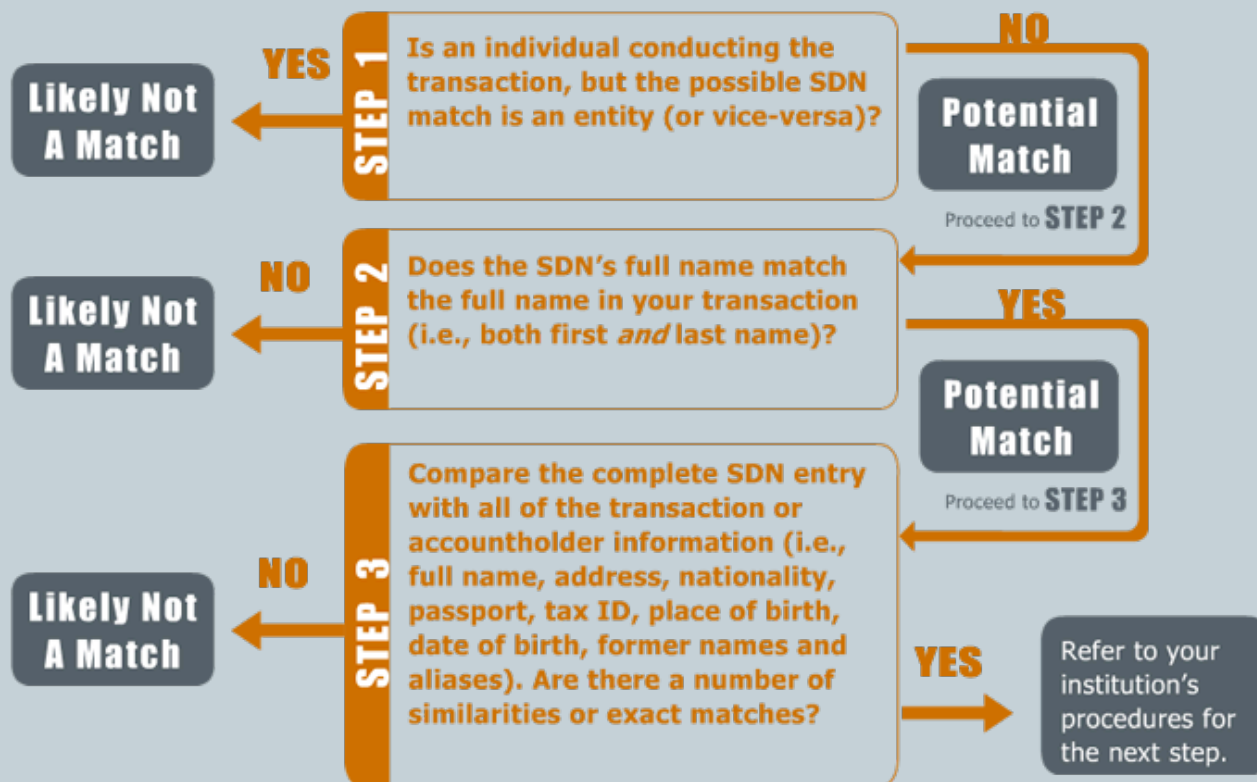 YES
Likely Not
A Match
STEP 1
Is an individual conducting the
transaction, but the possible SDN
match is an entity (or vice-versa)?
NO
Potential
Match
Proceed to STEP 2
NO
Likely Not
A Match
STEP 2
Does the SDN’s full name match
the full name in your transaction
(i.e., both first and last name)?
YES
Potential
Match
Proceed to STEP 3
NO
Likely Not
A Match
STEP 3
Compare the complete SDN entry
with all of the transaction or
accountholder information (i.e.,
full name, address, nationality,
passport, tax ID, place of birth,
date of birth, former names and
aliases). Are there a number of
similarities or exact matches?
YES
Refer to your
institution’s
procedures for
the next step.